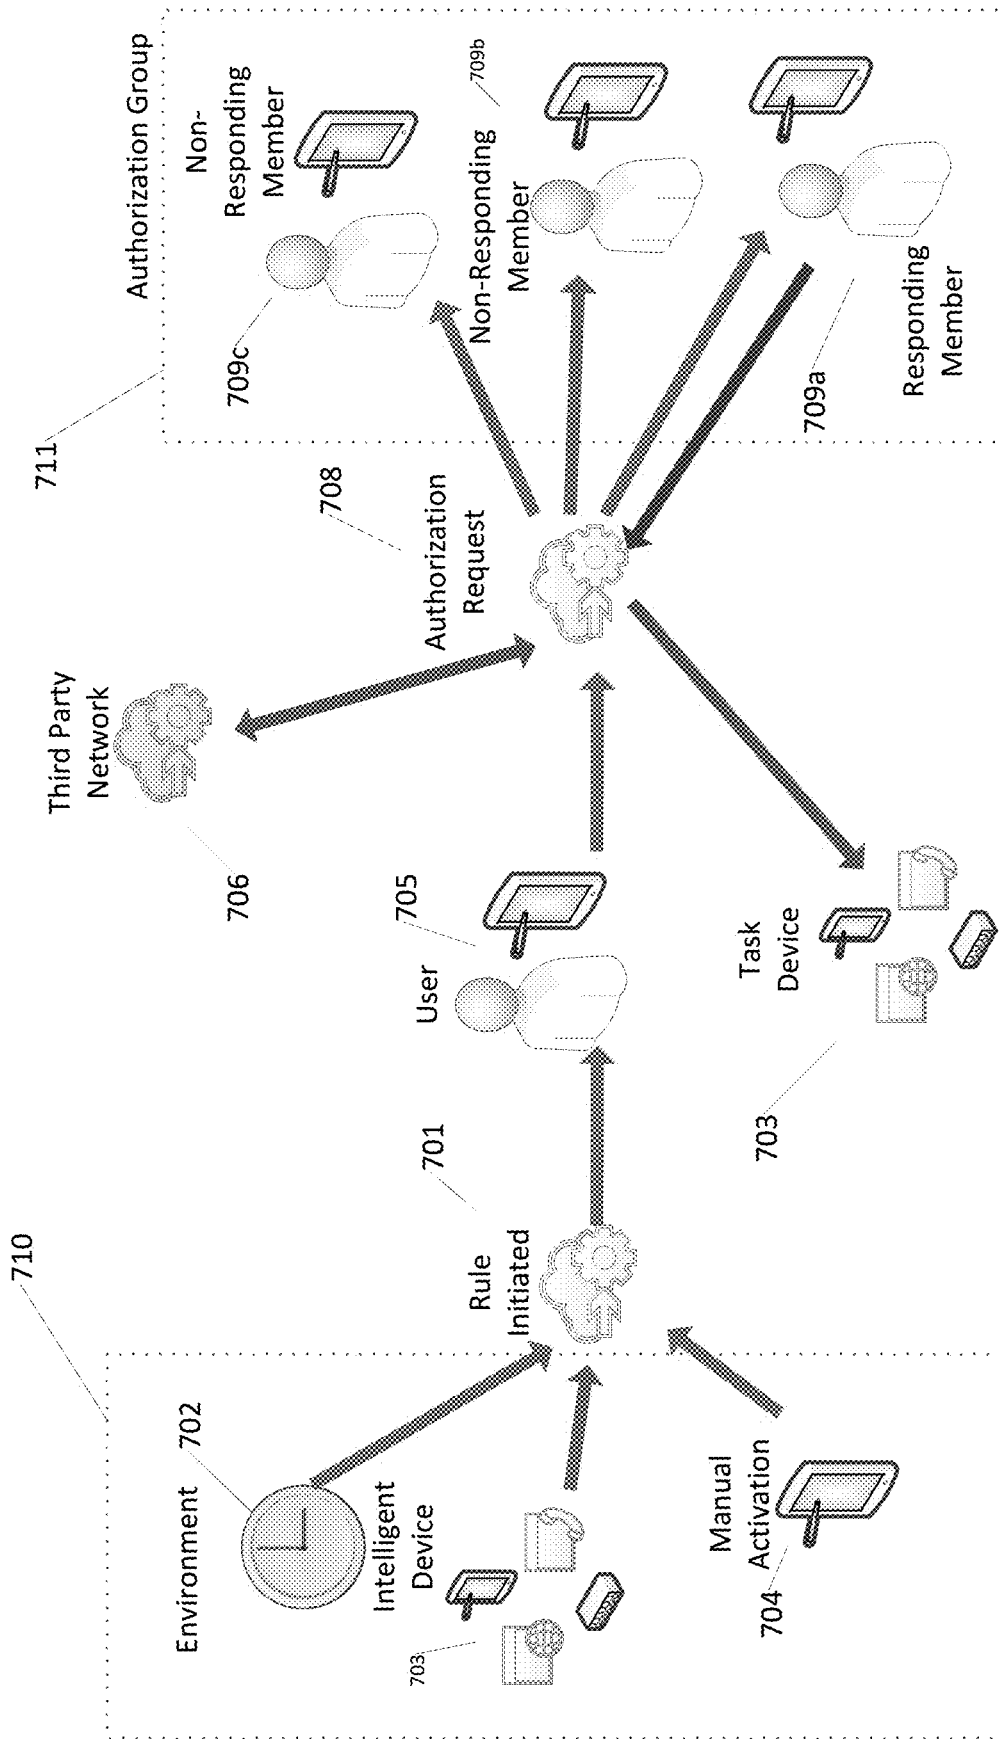 710
Environment
702
Intelligent
Device
703
Manual
Activation
704
Rule
Initiated
701
User
705
Third Party
Network
706
Task
Device
703
Authorization
Request
708
711
Authorization Group
Non-
Responding
Member
709c
Non-Responding
Member
709b
Responding
Member
709a